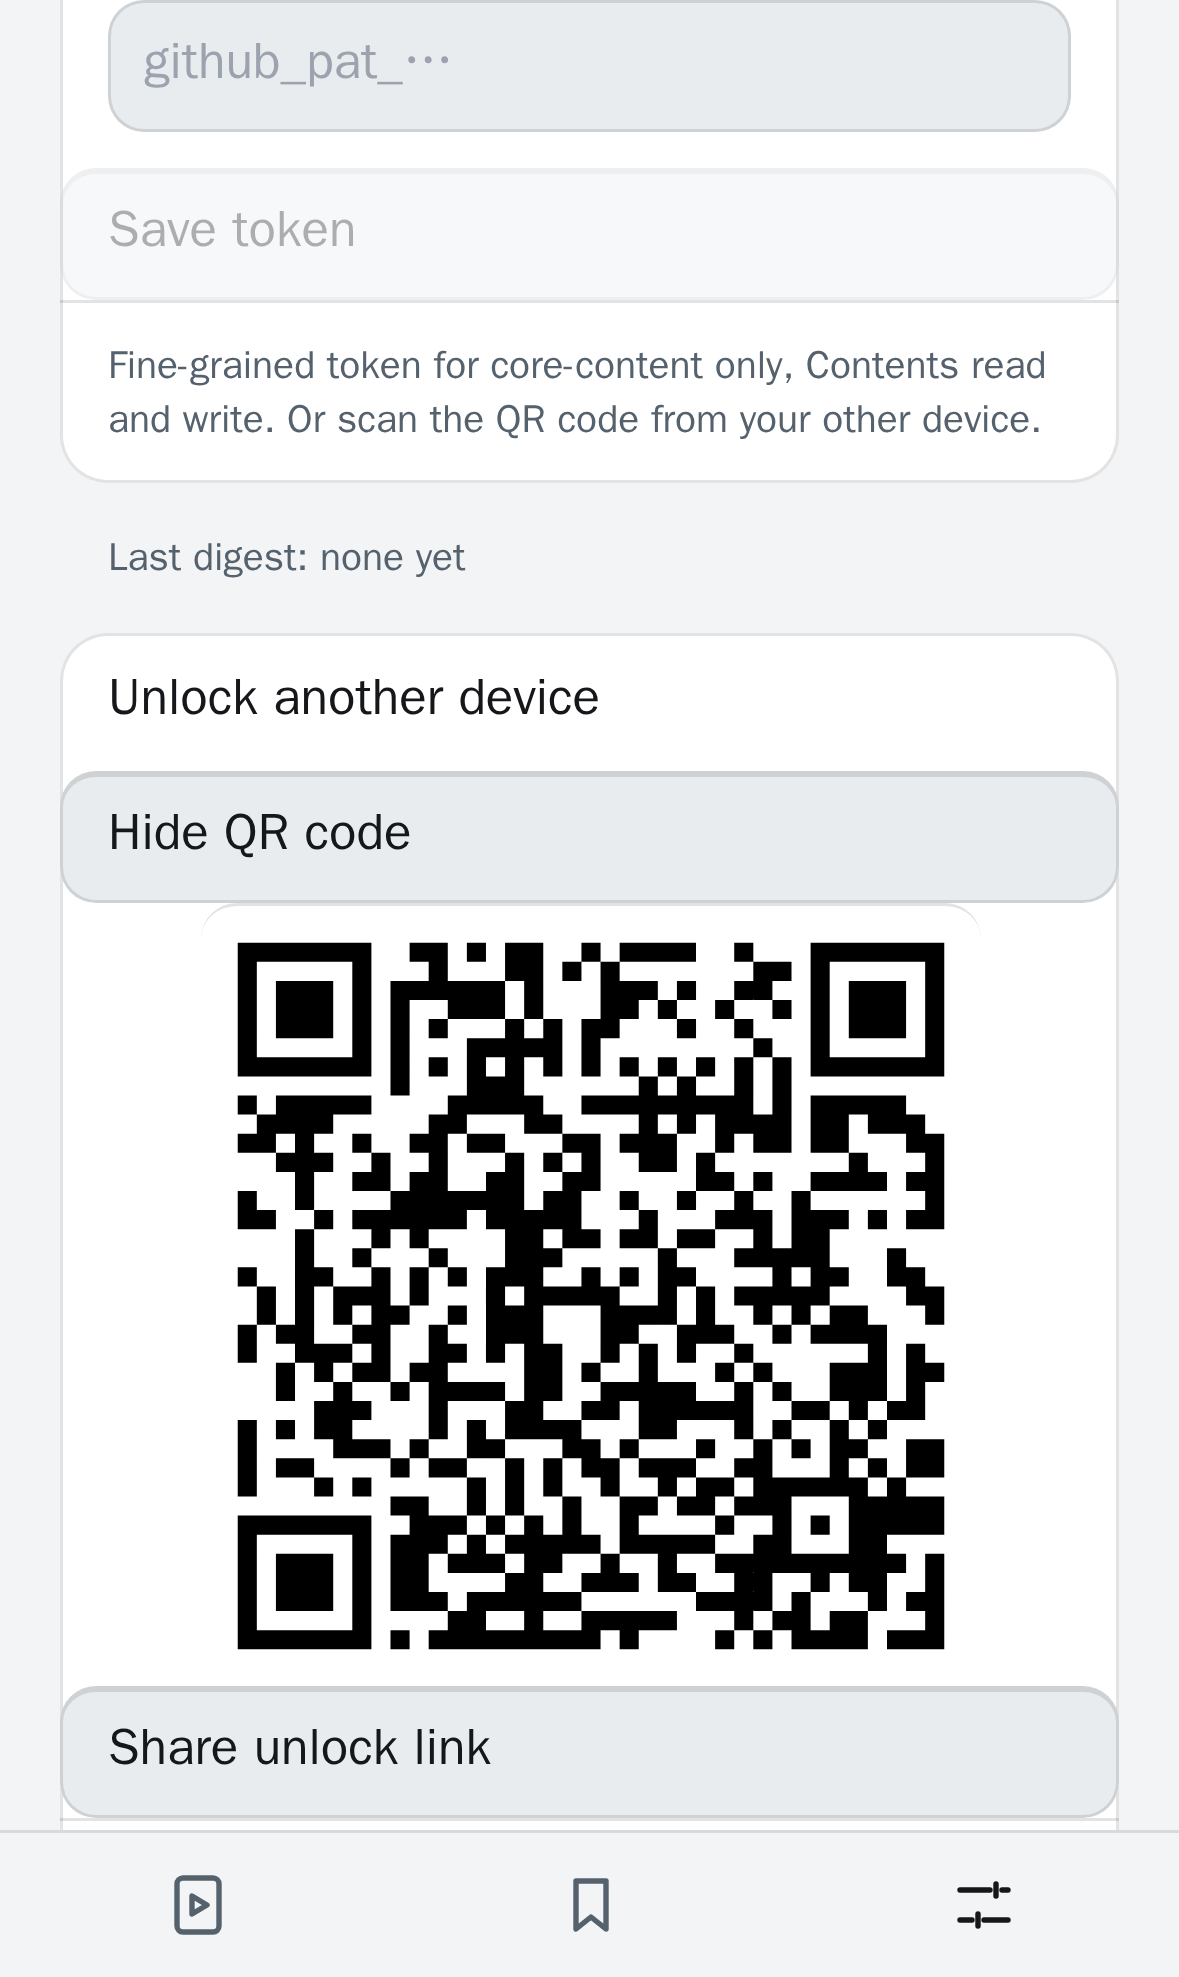 github_pat_…
Save token
Fine-grained token for core-content only, Contents read
and write. Or scan the QR code from your other device.
Last digest: none yet
Unlock another device
Hide QR code
Share unlock link